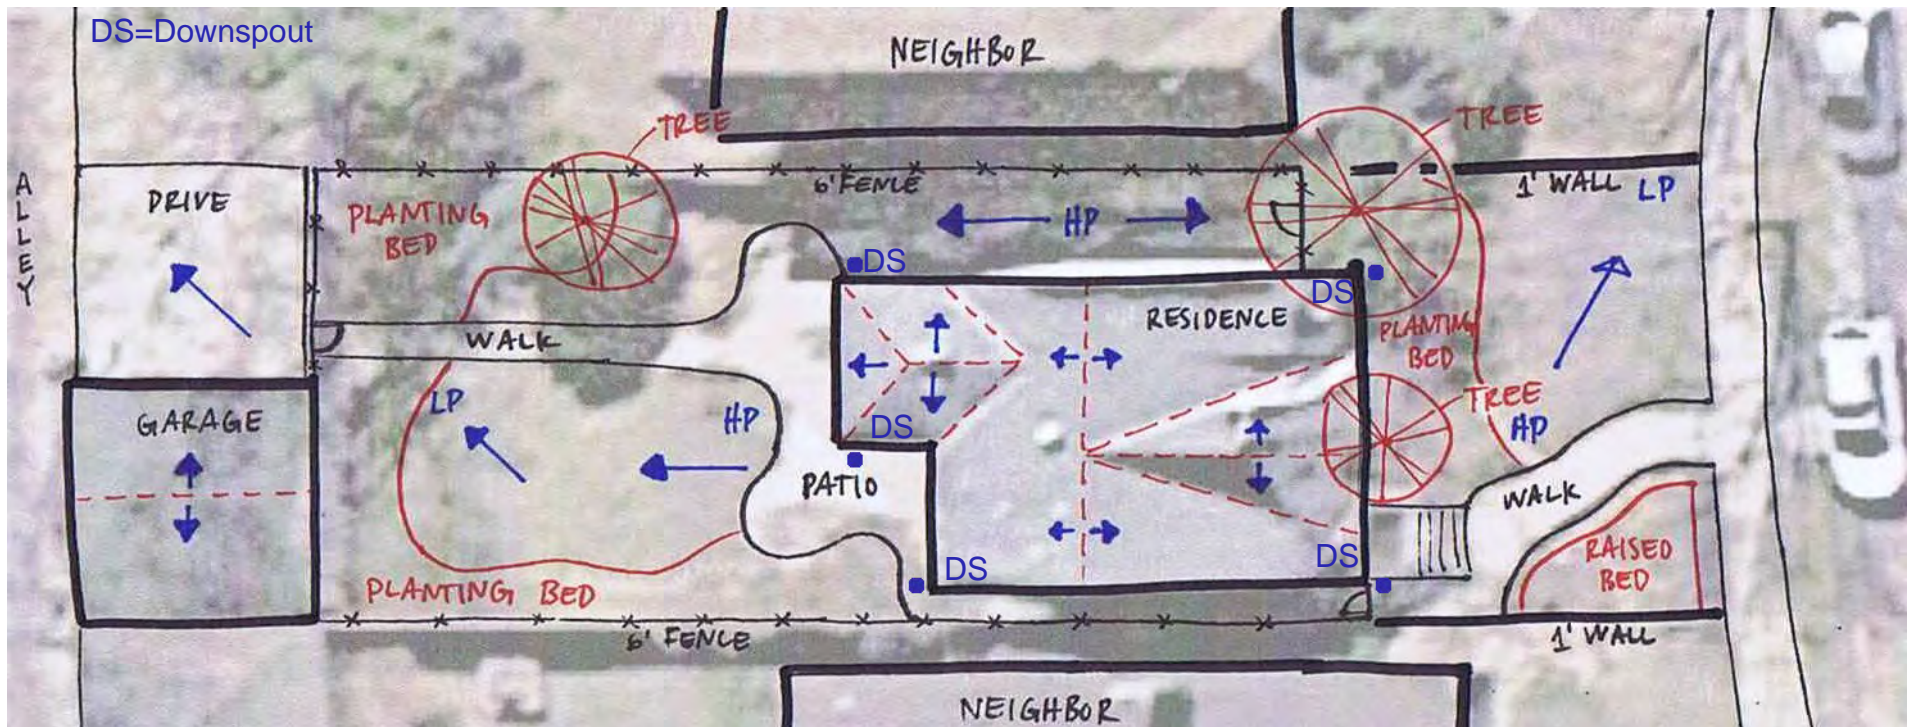 DS=Downspout
NEIGHBOR
TREE
TREE
ALLEY
DRIVE
6' FENCE
1' WALL
LP
PLANTING
BED
HP
DS
DS
RESIDENCE
PLANTING
BED
WALK
LP
HP
TREE
HP
GARAGE
DS
PATIO
WALK
DS
DS
RAISED
BED
PLANTING BED
6' FENCE
1' WALL
NEIGHBOR